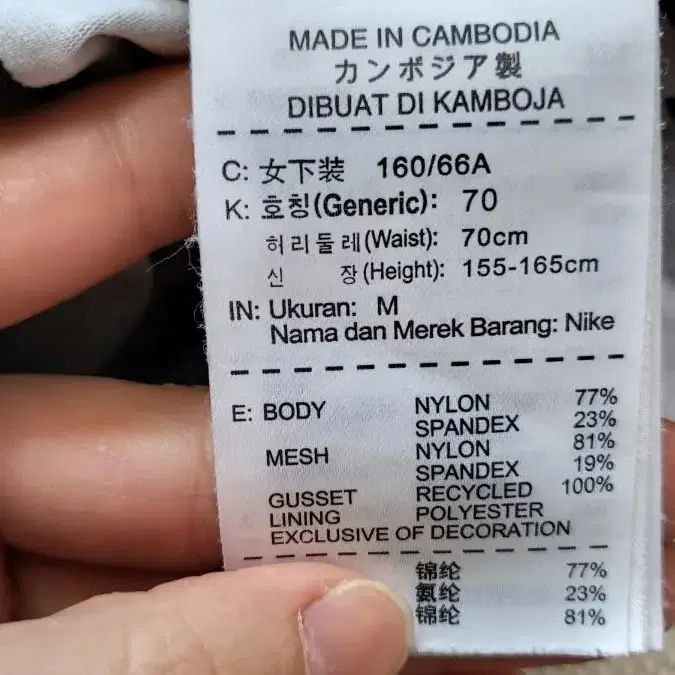 MADE IN CAMBODIA
カンボジア製
DIBUAT DI KAMBOJA
C: 女下装 160/66A
K: 호칭(Generic): 70
허리둘레(Waist): 70cm
신 장(Height): 155-165cm
IN: Ukuran: M
Nama dan Merek Barang: Nike
E: BODY NYLON 77%
SPANDEX 23%
MESH NYLON 81%
SPANDEX 19%
GUSSET RECYCLED 100%
LINING POLYESTER
EXCLUSIVE OF DECORATION
锦纶 77%
氨纶 23%
锦纶 81%